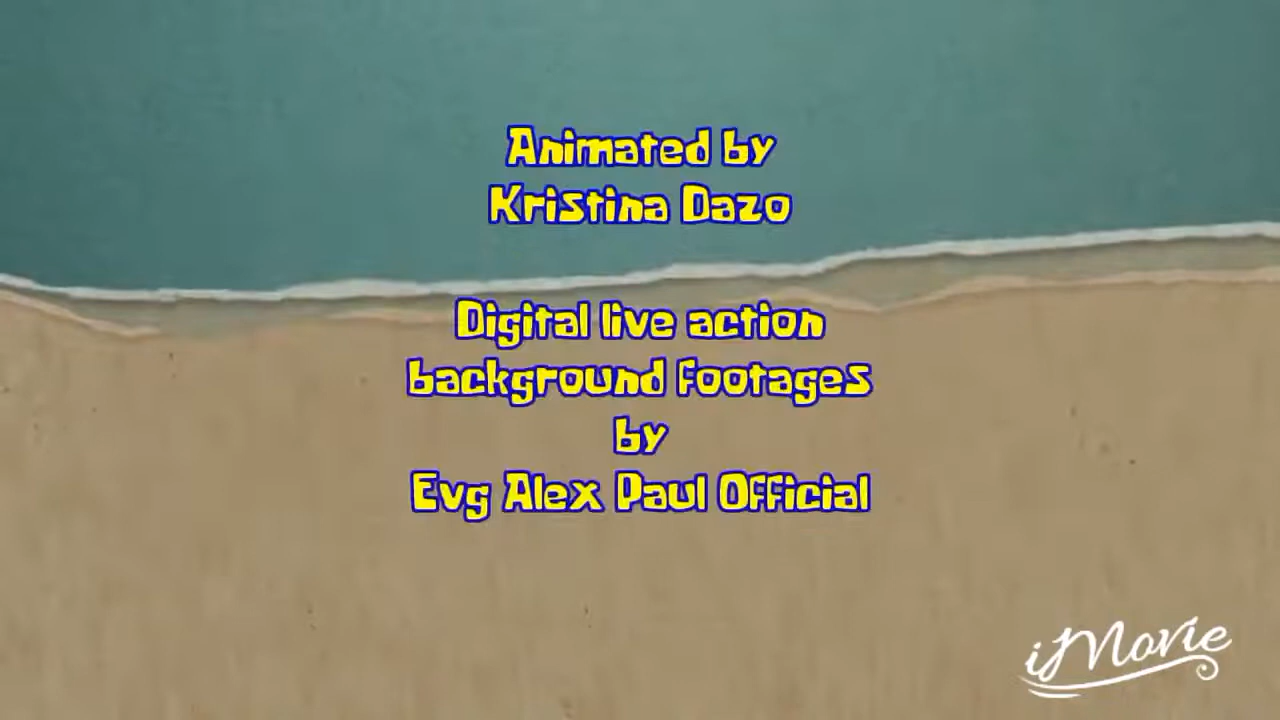 Animated by
Kristina Dazo
Digital live action
background footages
by
Evg Alex Paul Official
iMovie